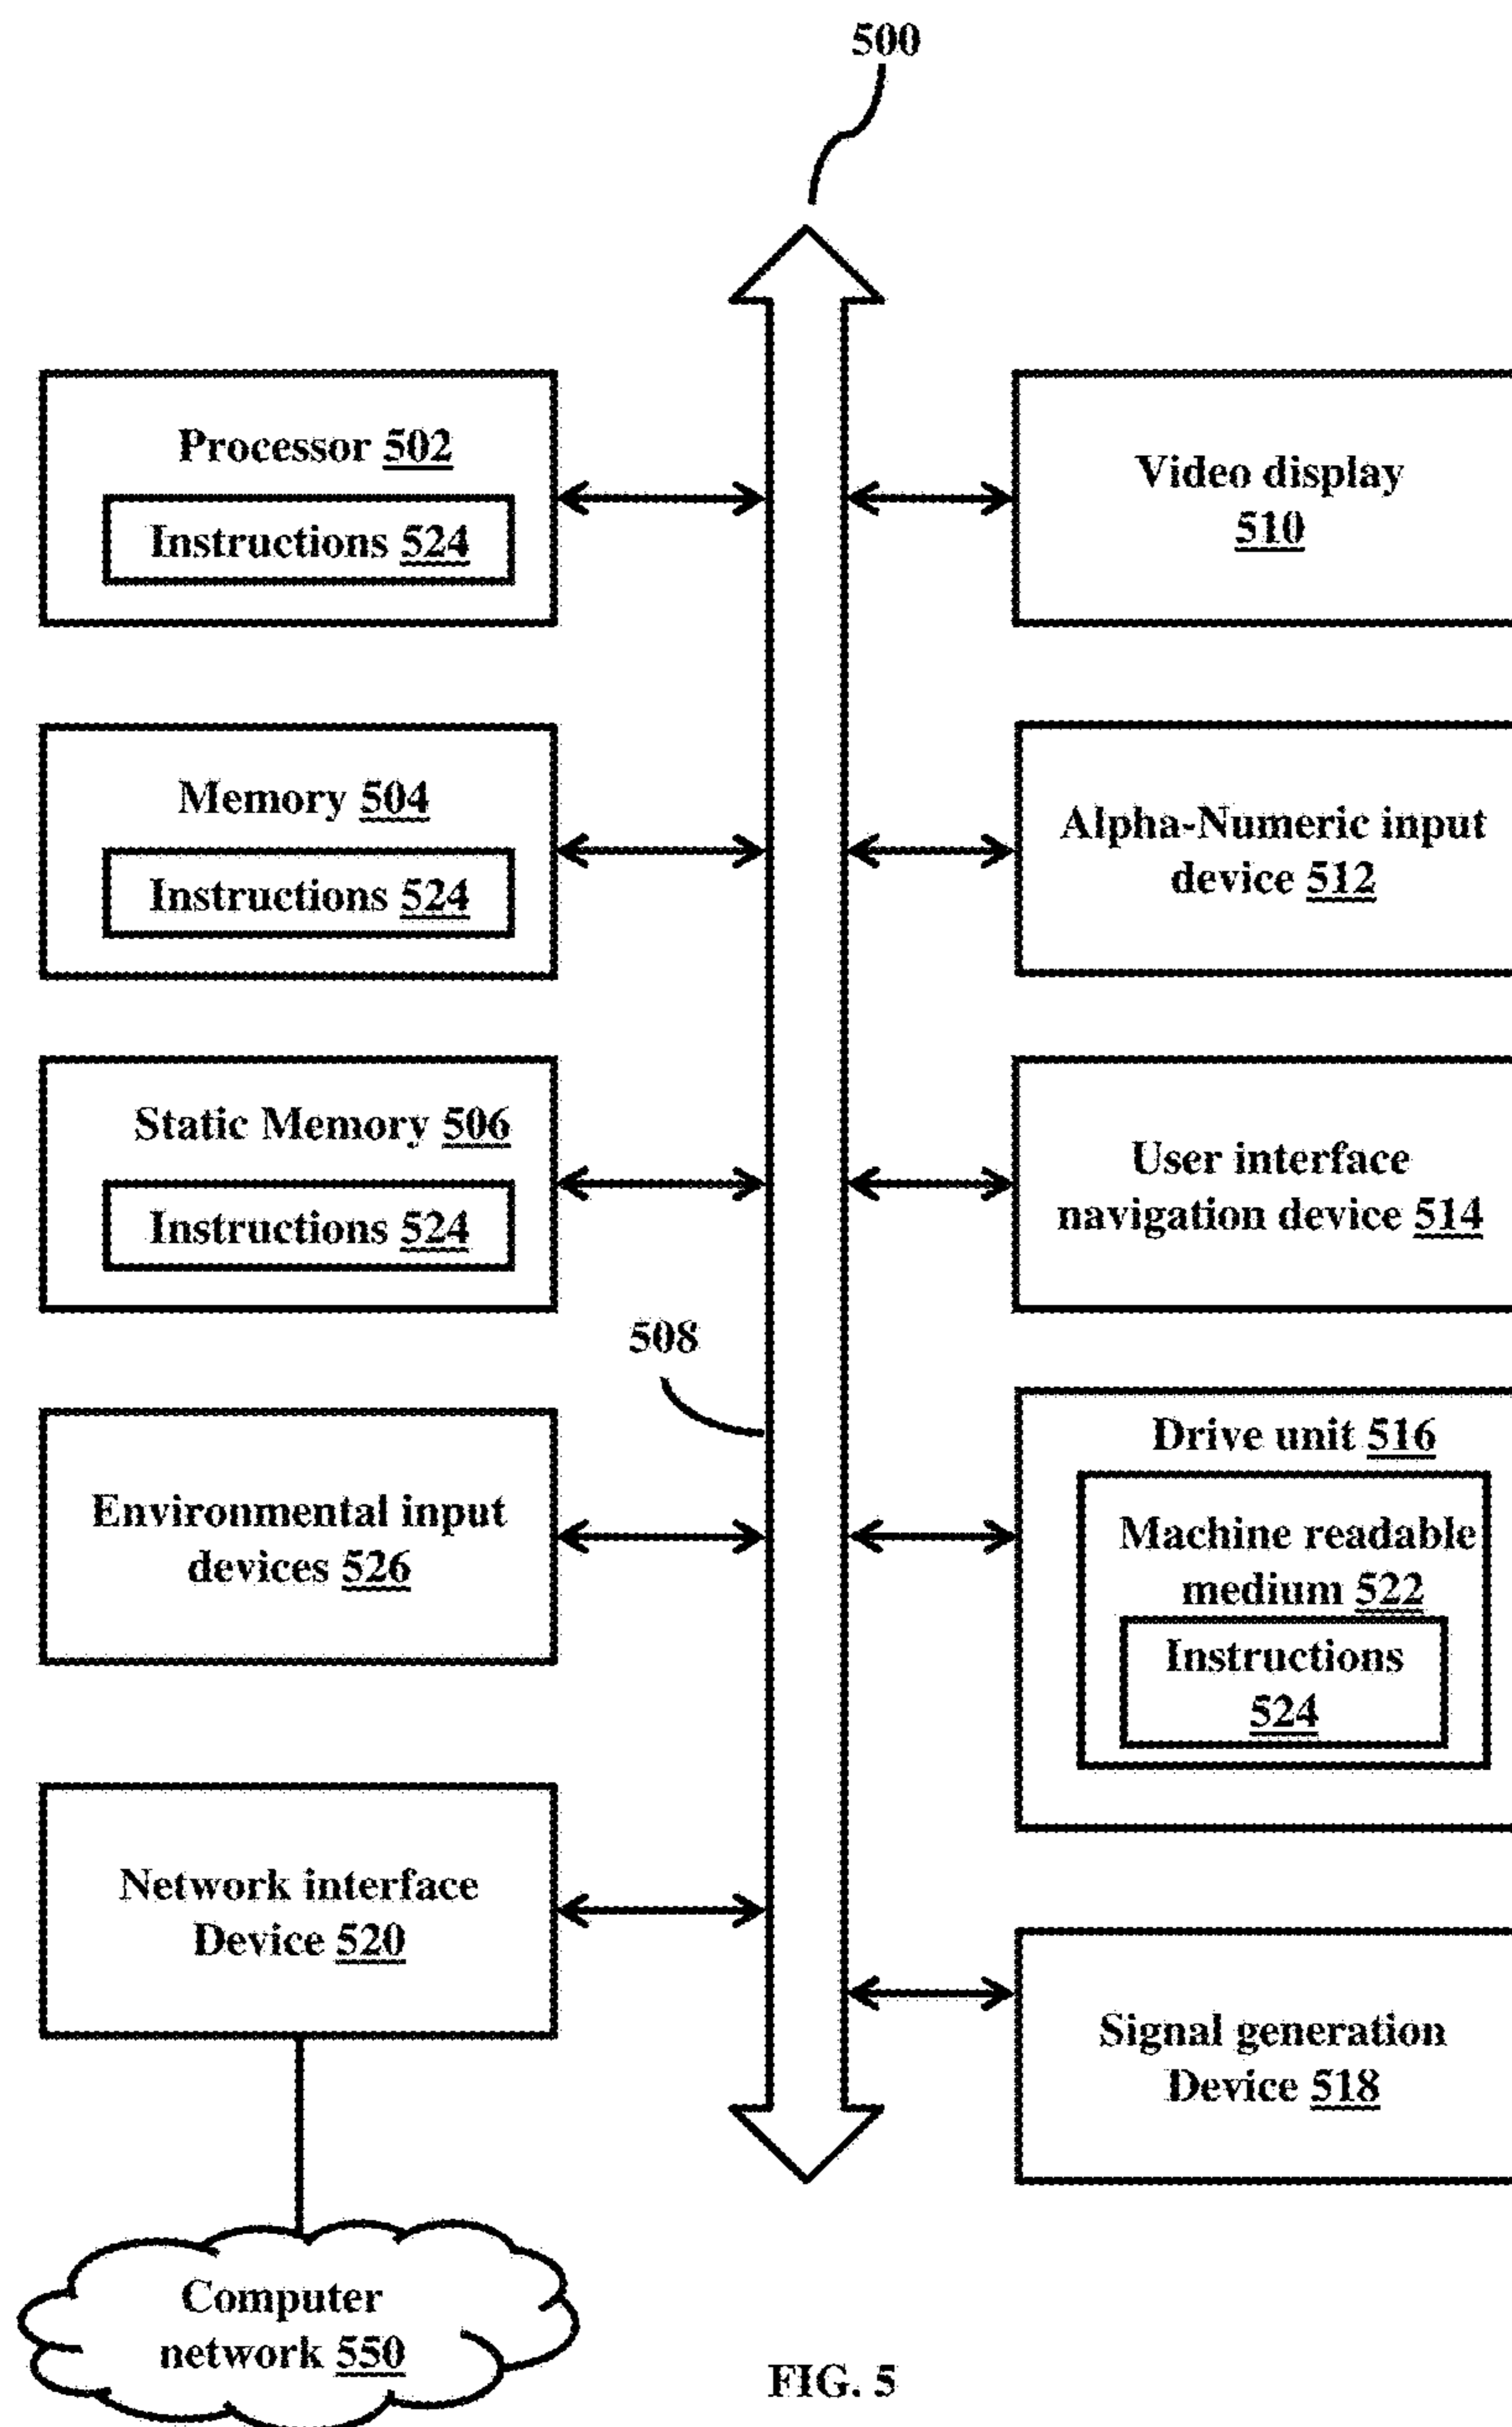 500
Processor 502
Instructions 524
Video display
510
Memory 504
Instructions 524
Alpha-Numeric input
device 512
Static Memory 506
Instructions 524
User interface
navigation device 514
508
Environmental input
devices 526
Drive unit 516
Machine readable
medium 522
Instructions
524
Network interface
Device 520
Signal generation
Device 518
Computer
network 550
FIG. 5